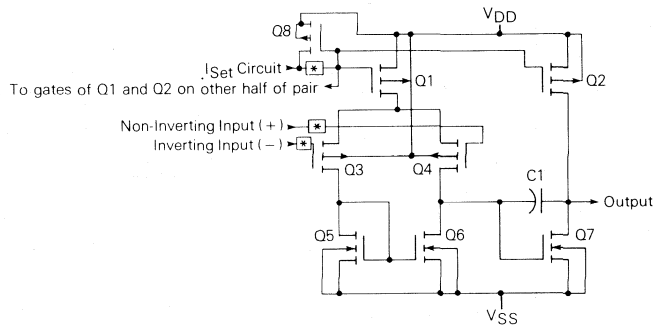 VDD
Q8
ISet Circuit
*
Q1
Q2
To gates of Q1 and Q2 on other half of pair
Non-Inverting Input (+)
*
Inverting Input (−)
*
Q3
Q4
C1
Output
Q5
Q6
Q7
VSS